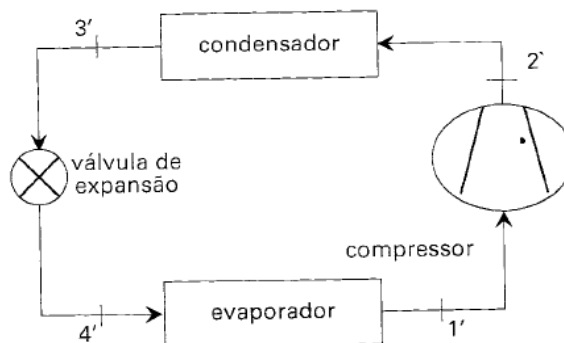 3'
condensador
2`
válvula de
expansão
compressor
4'
evaporador
1'